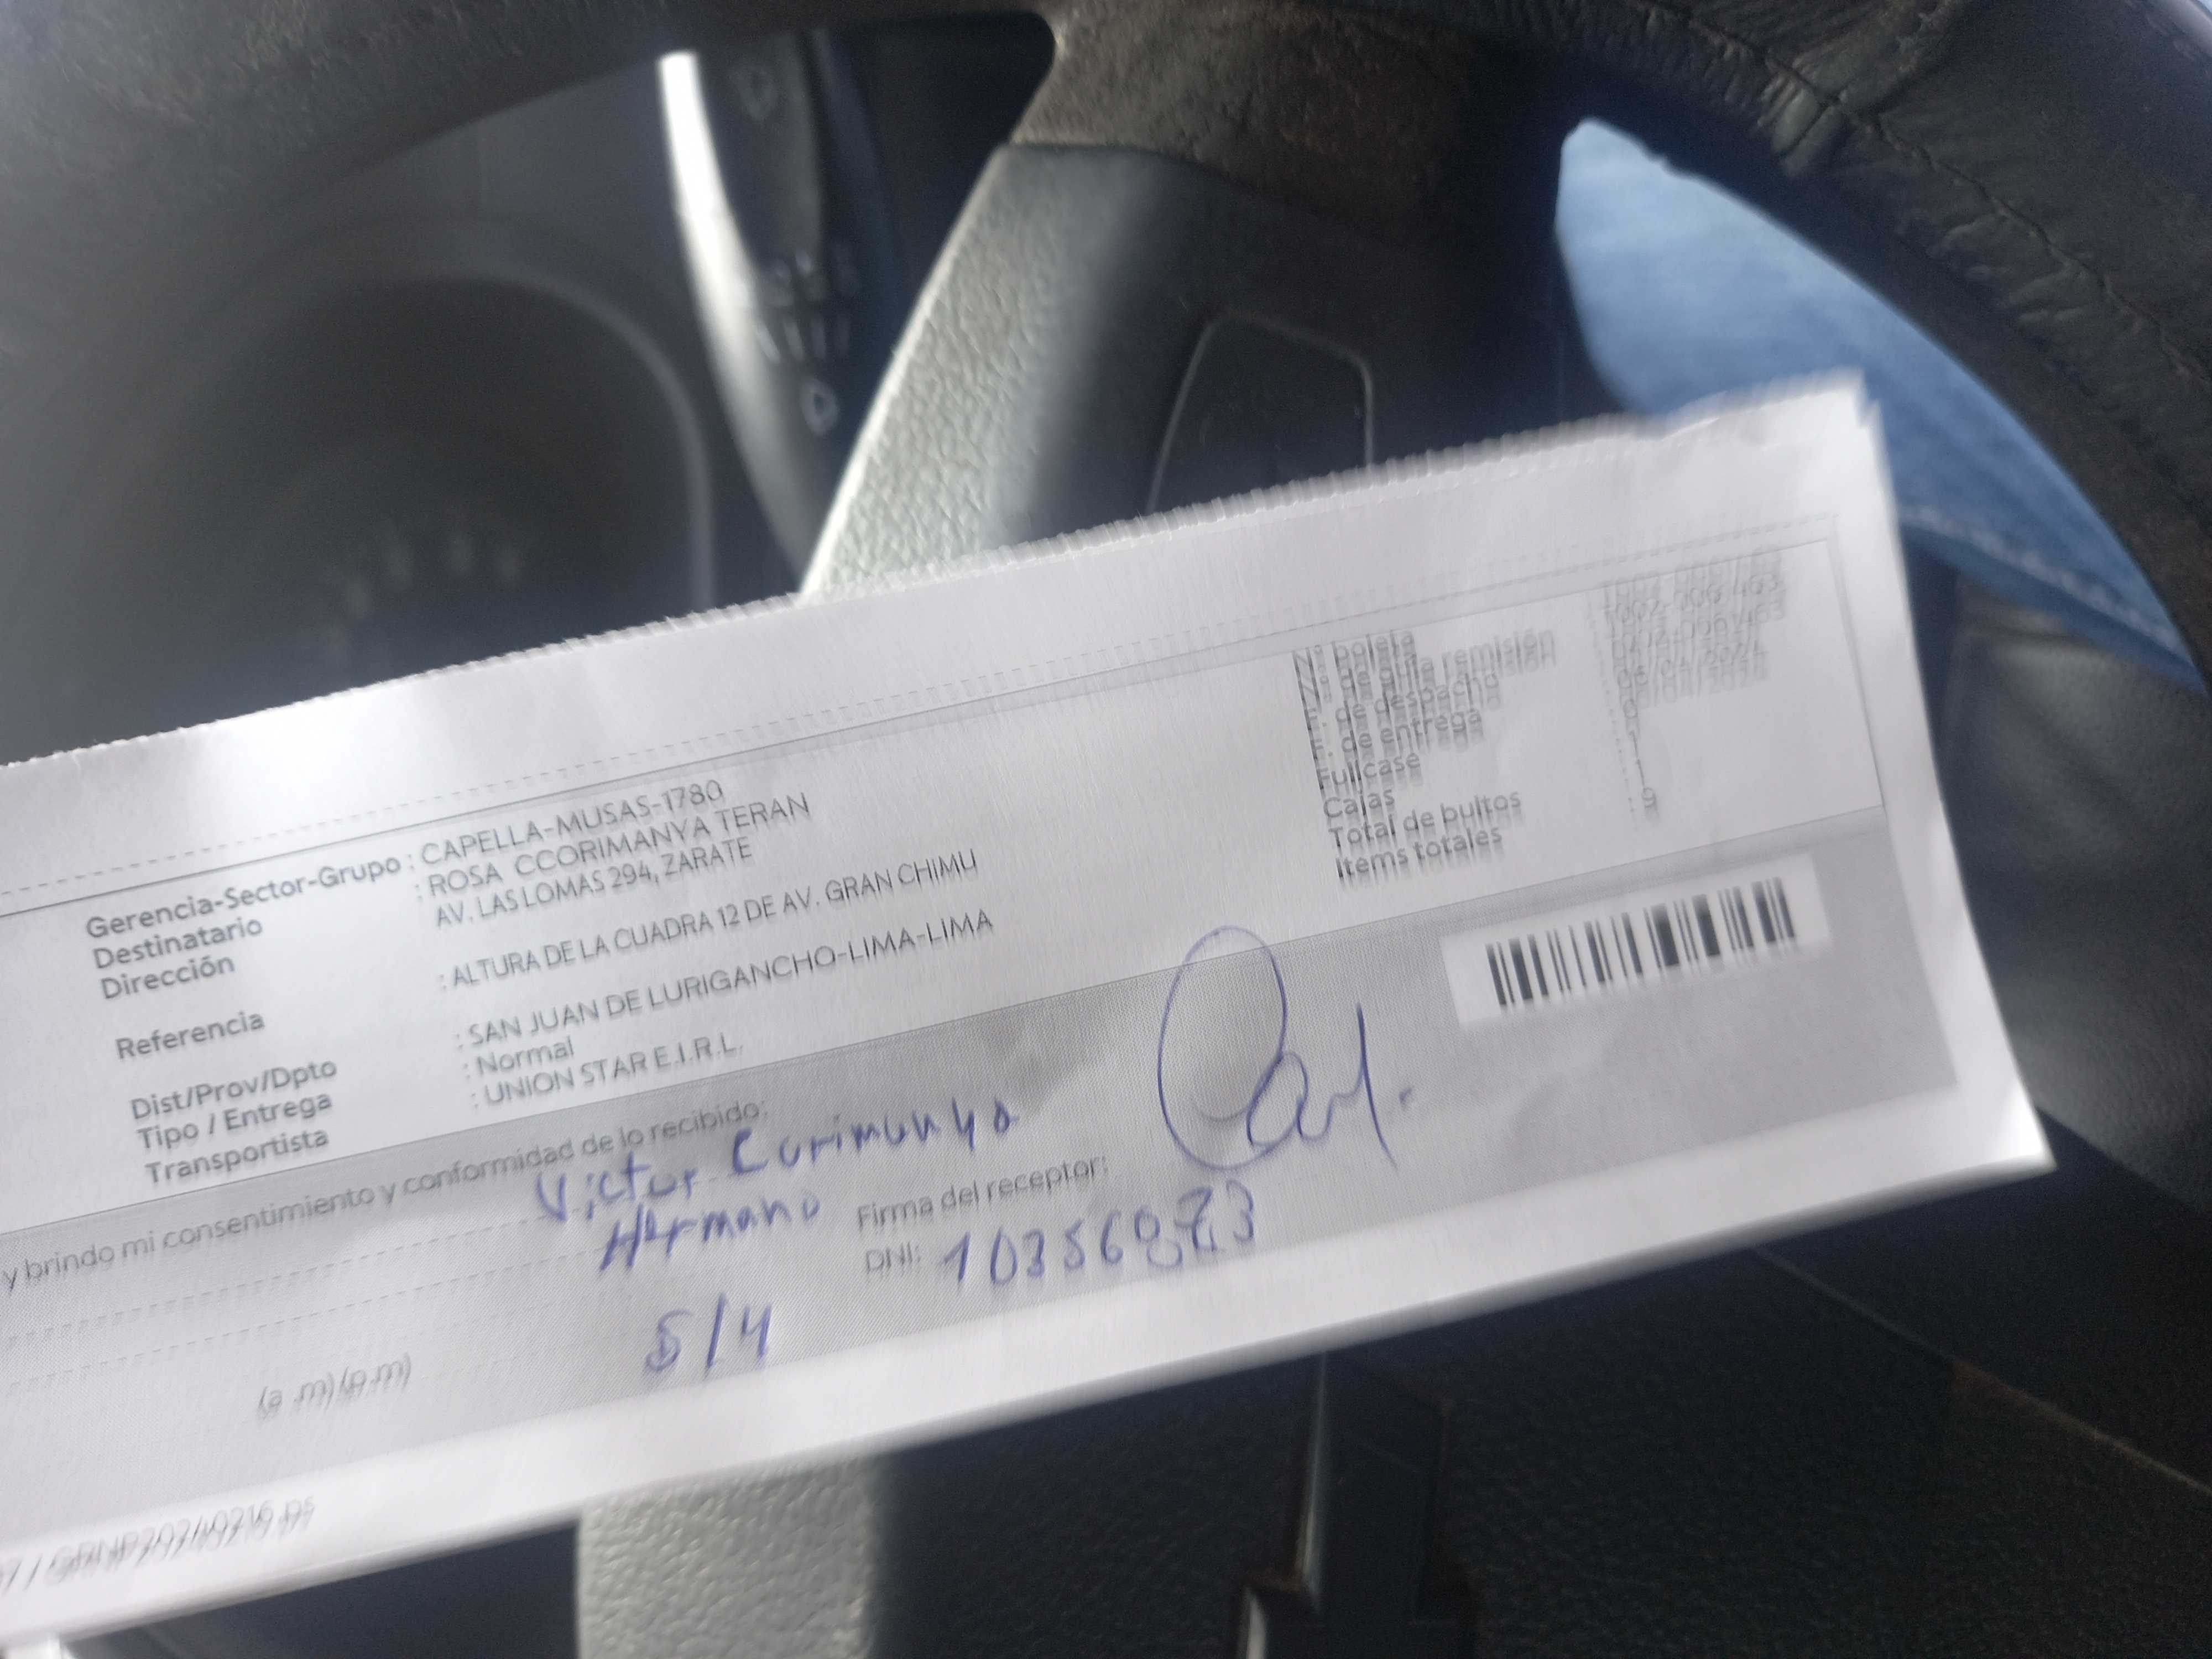 Gerencia-Sector-Grupo : CAPELLA-MUSAS-1780
Destinatario : ROSA CCORIMANYA TERAN
Dirección AV. LAS LOMAS 294, ZARATE
Referencia : ALTURA DE LA CUADRA 12 DE AV. GRAN CHIMU
Dist/Prov/Dpto : SAN JUAN DE LURIGANCHO-LIMA-LIMA
Tipo / Entrega : Normal
Transportista : UNION STAR E.I.R.L.
N° boleta
N° de guía remisión
F. de despacho
F. de entrega
Fullcase
Cajas
Total de bultos
Items totales
y brindo mi consentimiento y conformidad de lo recibido:
Victor Corimanya
Hermano
Firma del receptor:
DNI:
5/4
(a.m)(p.m)